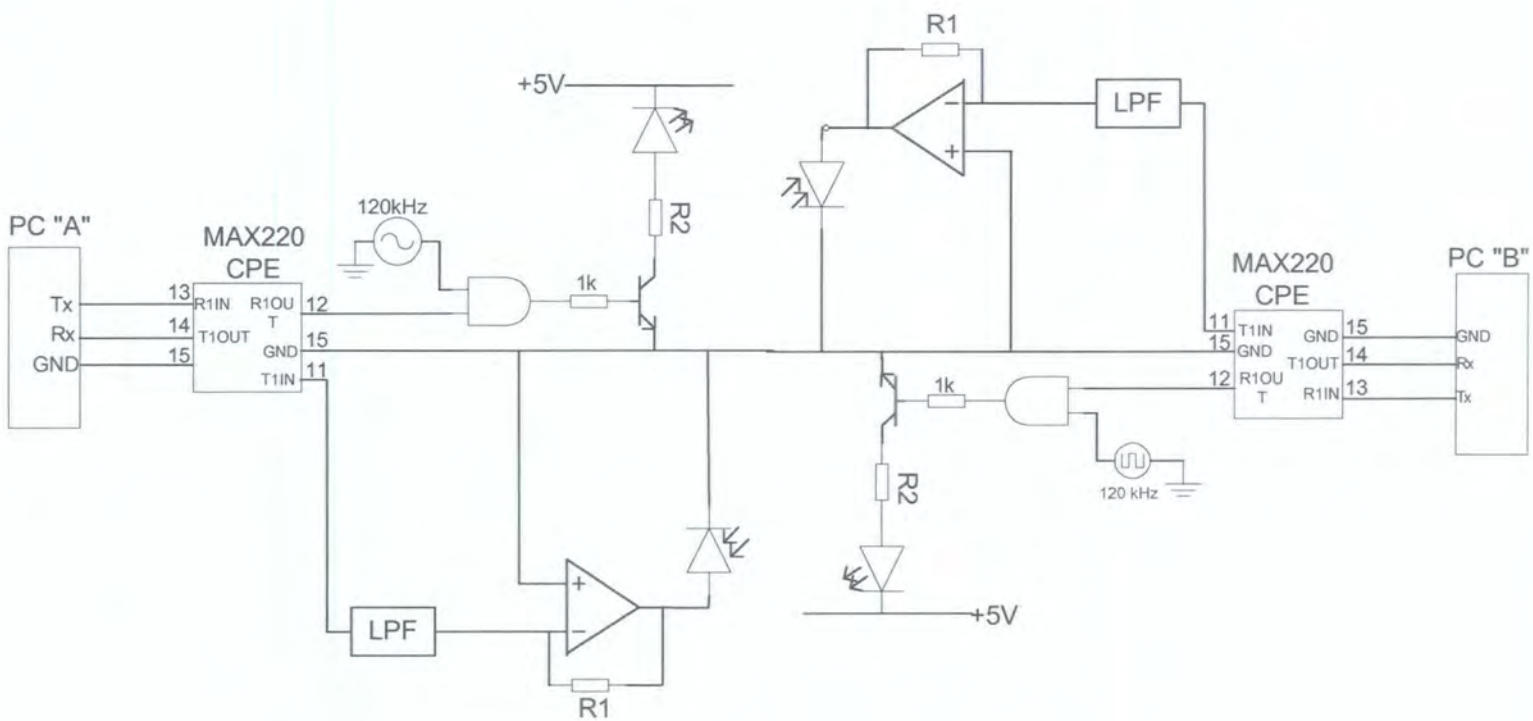 R1
+5V
LPF
−
+
R2
120kHz
PC "A"
MAX220
CPE
1k
Tx
13
R1IN
R1OU
T
12
Rx
14
T1OUT
GND
15
GND
15
T1IN
11
MAX220
CPE
PC "B"
11
T1IN
GND
15
GND
15
GND
T1OUT
14
Rx
12
R1OU
T
R1IN
13
Tx
1k
R2
120 kHz
+
−
LPF
R1
+5V